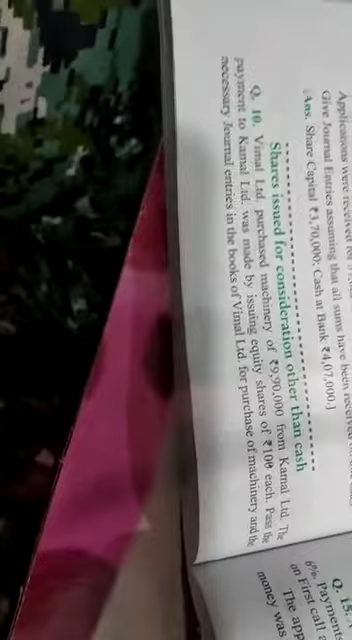 Applications were received for
Give Journal Entries assuming that all sums have been received
[Ans. Share Capital ₹3,70,000; Cash at Bank ₹4,07,000.]
Shares issued for consideration other than cash
Q. 10. Vimal Ltd. purchased machinery of ₹9,90,000 from Kamal Ltd. The
payment to Kamal Ltd. was made by issuing equity shares of ₹100 each. Pass the
necessary Journal entries in the books of Vimal Ltd. for purchase of machinery and the
Q. 15.
6%. Payment
on First call
The app
money was